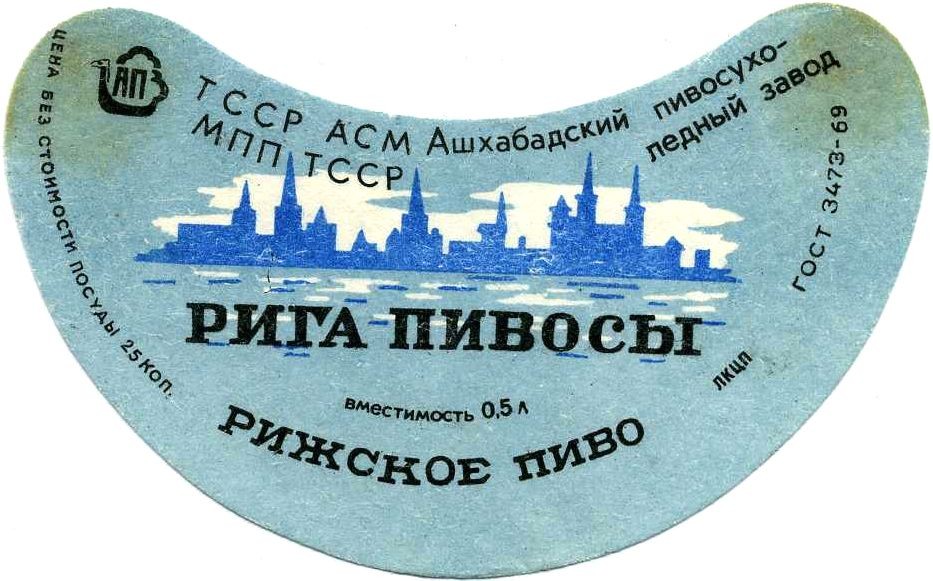 АП
ТССР АСМ Ашхабадский пивосухо-
МПП ТССР ледный завод
ЦЕНА БЕЗ СТОИМОСТИ ПОСУДЫ 25 КОП.
ГОСТ 3473-69
РИГА ПИВОСЫ
ЛКЦП
вместимость 0,5 л
РИЖСКОЕ ПИВО